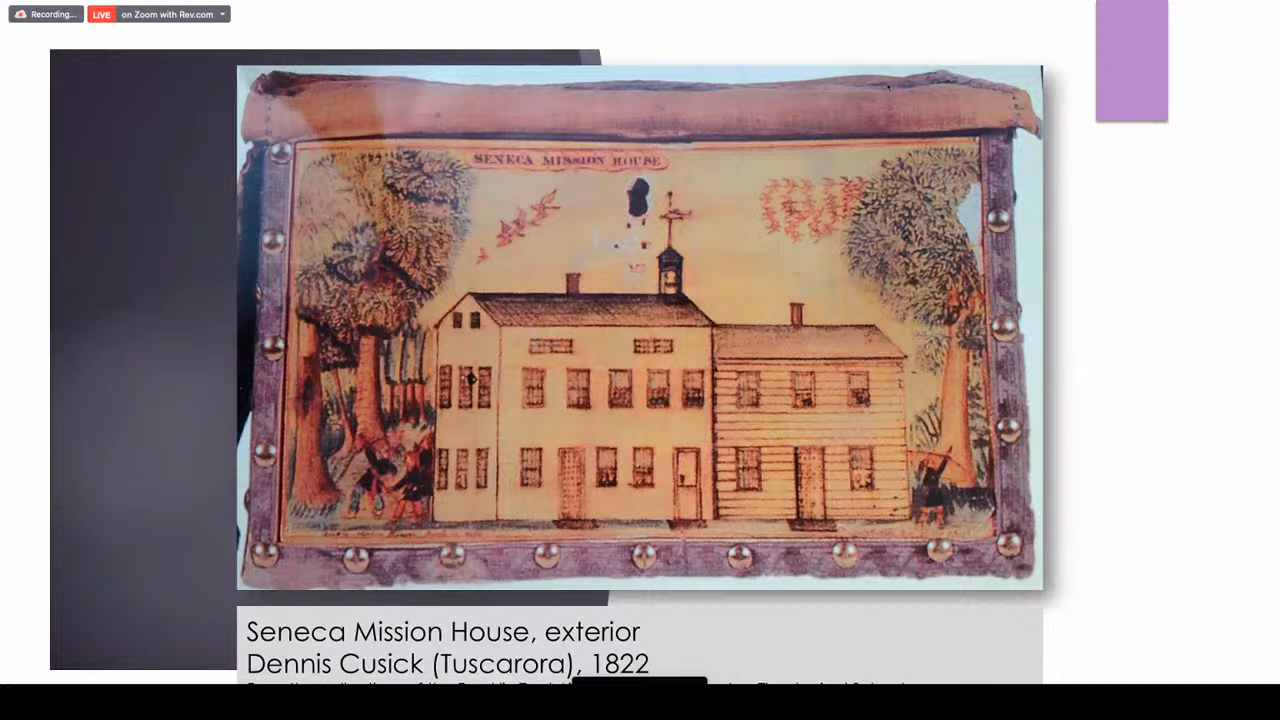 Recording...
LIVE on Zoom with Rev.com
SENECA MISSION HOUSE
Seneca Mission House, exterior
Dennis Cusick (Tuscarora), 1822